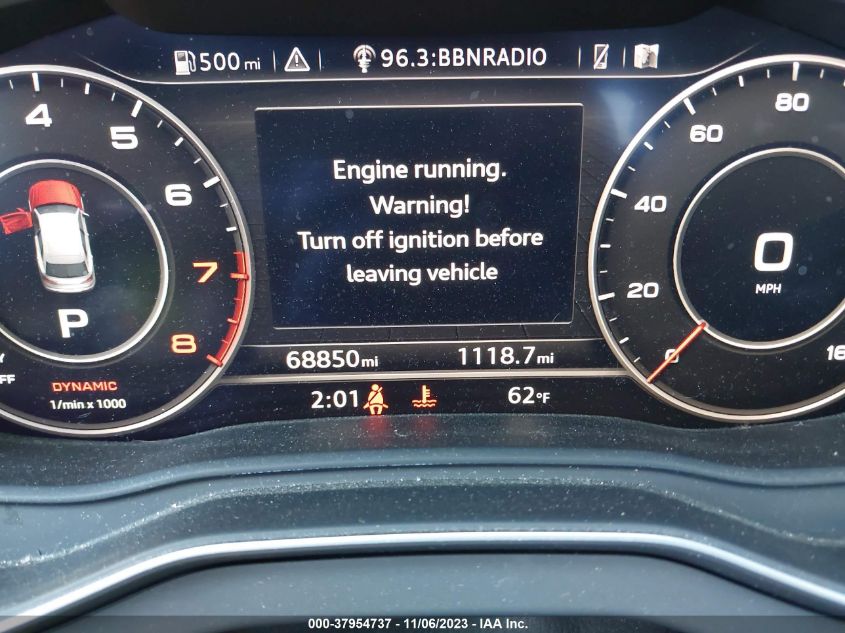 500 mi
96.3:BBNRADIO
4
5
6
7
8
P
DYNAMIC
1/min x 1000
Y
FF
Engine running.
Warning!
Turn off ignition before
leaving vehicle
68850 mi
1118.7 mi
2:01
62°F
0
20
40
60
80
16
0
MPH
000-37954737 - 11/06/2023 - IAA Inc.